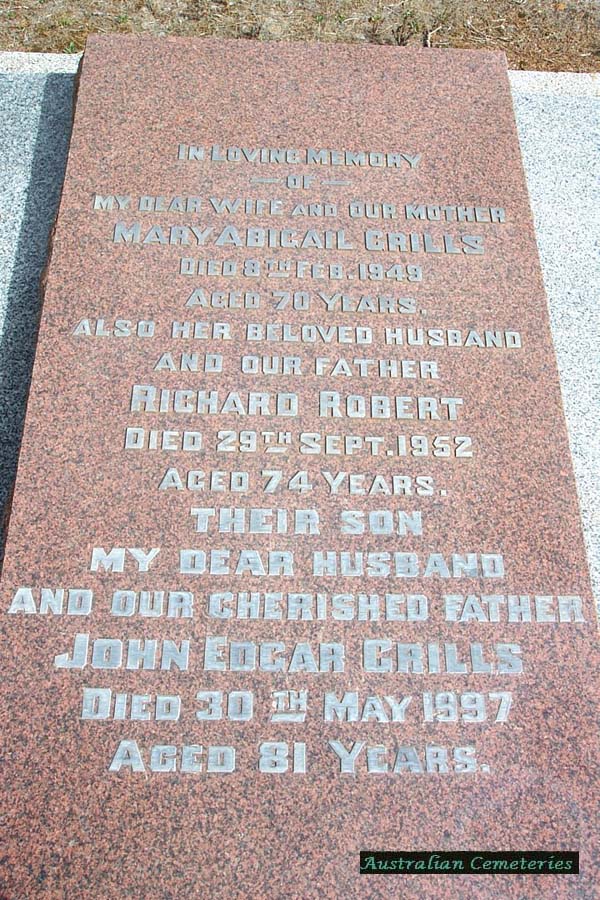 IN LOVING MEMORY
— OF —
MY DEAR WIFE AND OUR MOTHER
MARY ABIGAIL GRILLS
DIED 8TH FEB. 1949
AGED 70 YEARS.
ALSO HER BELOVED HUSBAND
AND OUR FATHER
RICHARD ROBERT
DIED 29TH SEPT. 1952
AGED 74 YEARS.
THEIR SON
MY DEAR HUSBAND
AND OUR CHERISHED FATHER
JOHN EDGAR GRILLS
DIED 30TH MAY 1997
AGED 81 YEARS.
Australian Cemeteries